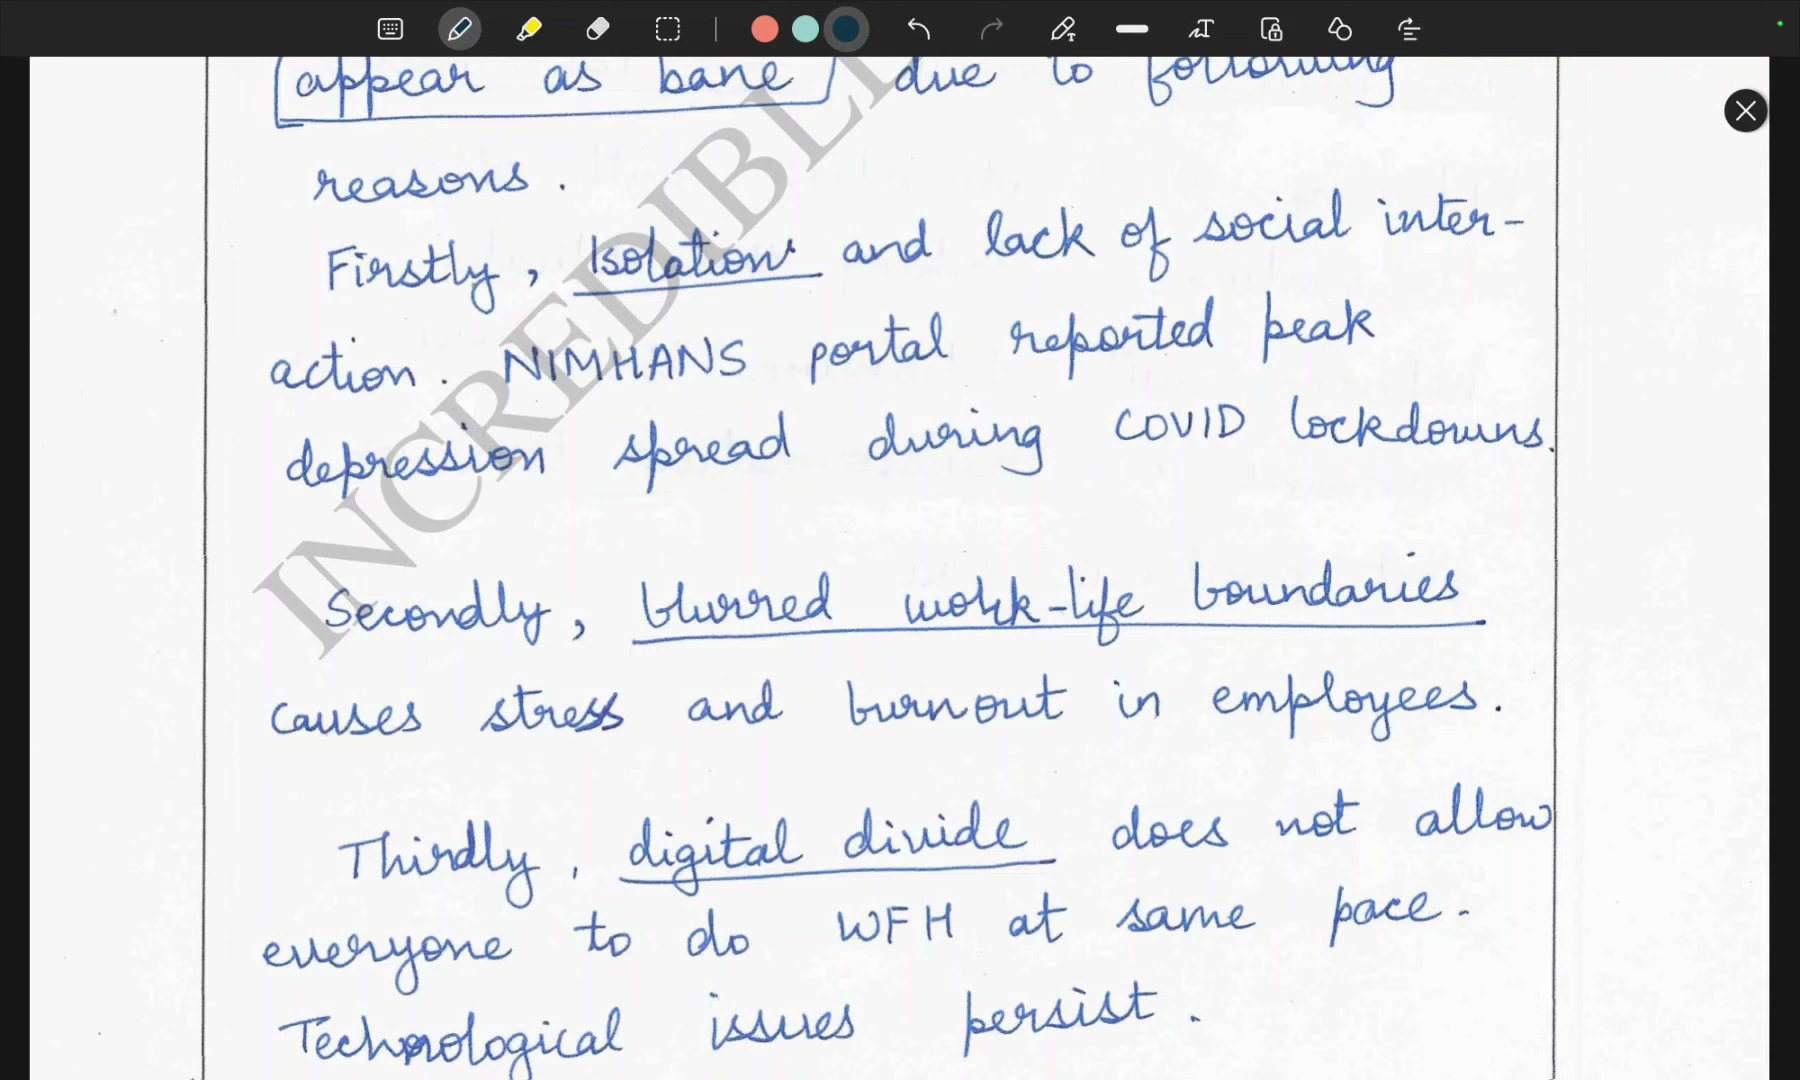 appear as bane due to following
reasons.
Firstly, Isolation and lack of social inter-
action. NIMHANS portal reported peak
depression spread during COVID lockdowns.
Secondly, blurred work-life boundaries
causes stress and burnout in employees.
Thirdly, digital divide does not allow
everyone to do WFH at same pace.
Technological issues persist.
INCREDIBL